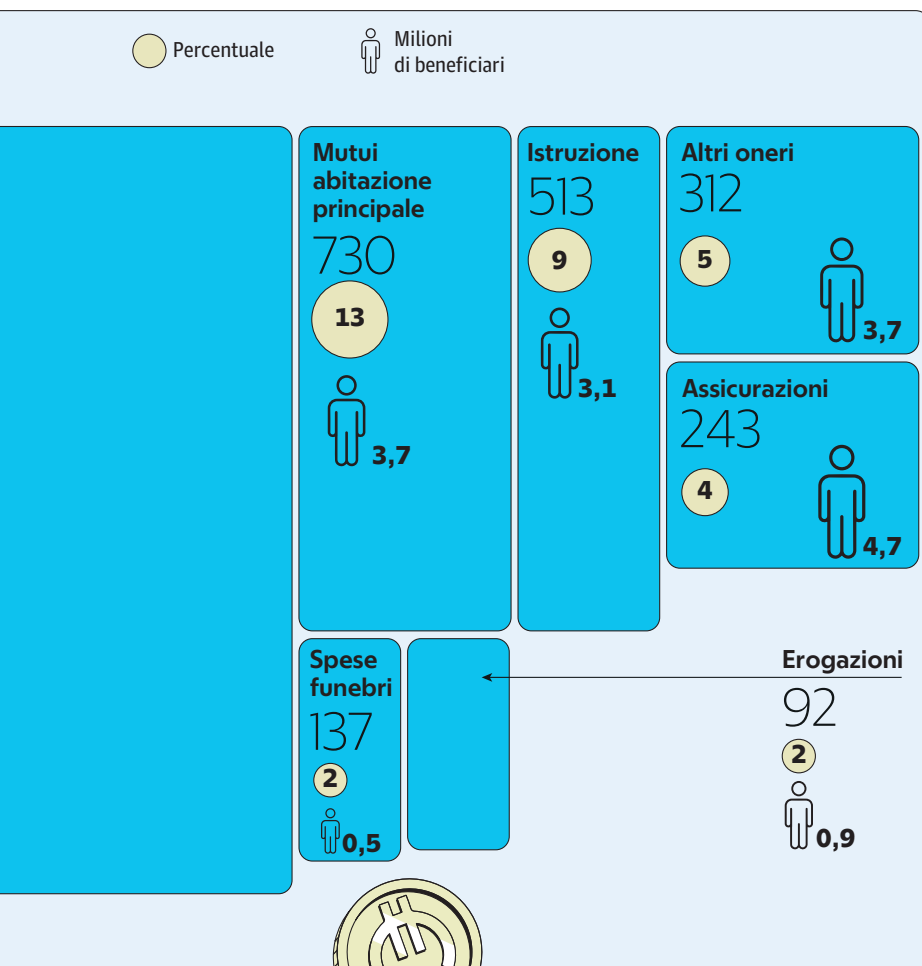 Percentuale
Milioni
di beneficiari
Mutui
abitazione
principale
730
13
3,7
Istruzione
513
9
3,1
Altri oneri
312
5
3,7
Assicurazioni
243
4
4,7
Spese
funebri
137
2
0,5
Erogazioni
92
2
0,9